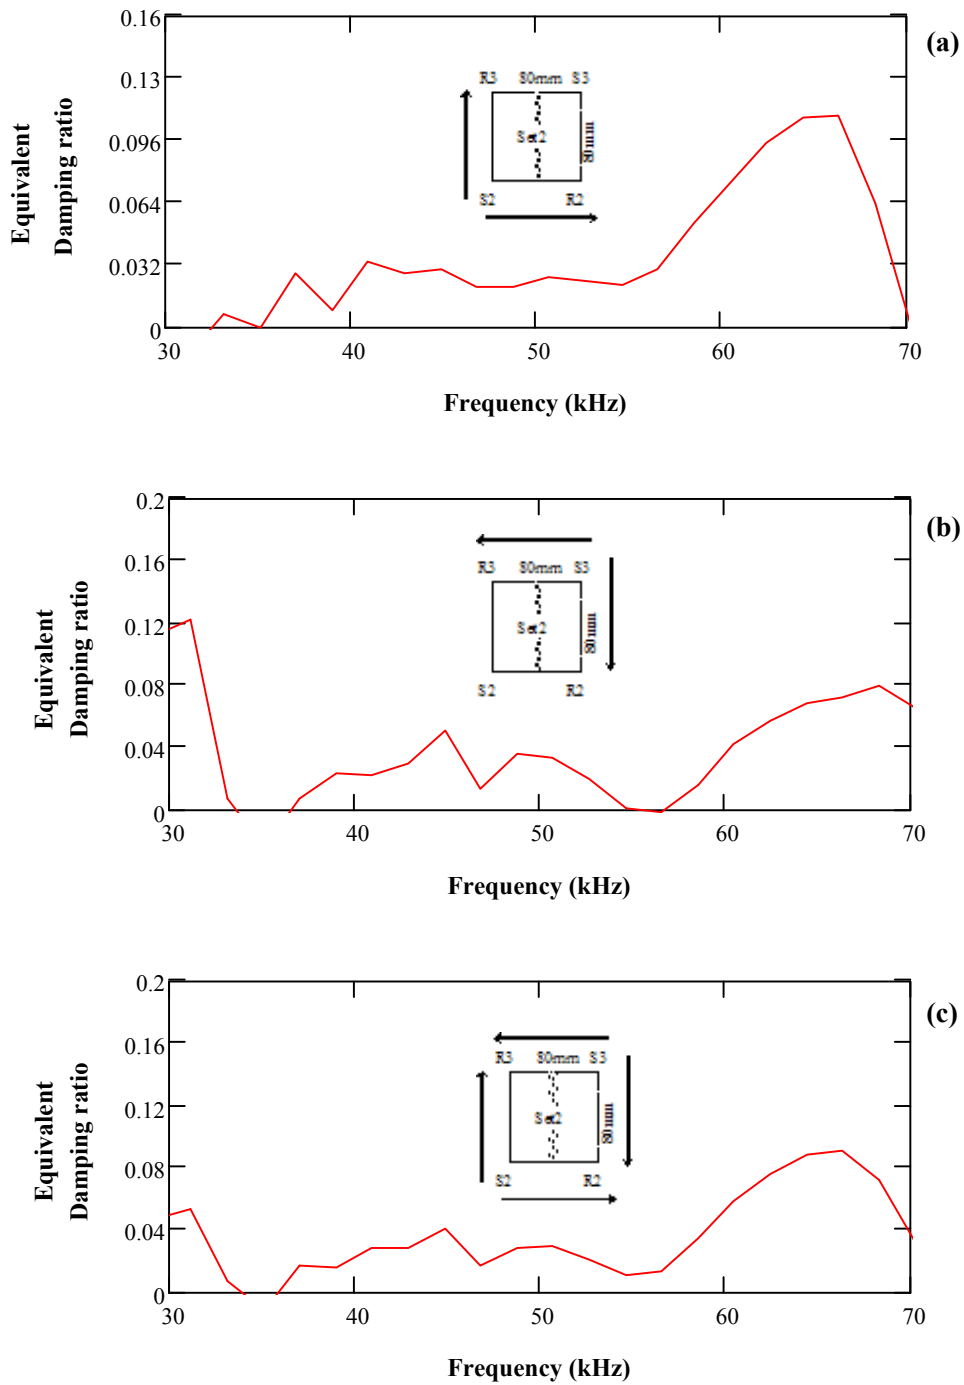 0.16
(a)
R3 80mm S3
0.13
0.096
Set2
80mm
Equivalent
Damping ratio
0.064
S2 R2
0.032
0
30 40 50 60 70
Frequency (kHz)
0.2
(b)
0.16
R3 80mm S3
0.12
Set2
80mm
Equivalent
Damping ratio
0.08
S2 R2
0.04
0
30 40 50 60 70
Frequency (kHz)
0.2
(c)
0.16
R3 80mm S3
0.12
Set2
80mm
Equivalent
Damping ratio
0.08
S2 R2
0.04
0
30 40 50 60 70
Frequency (kHz)